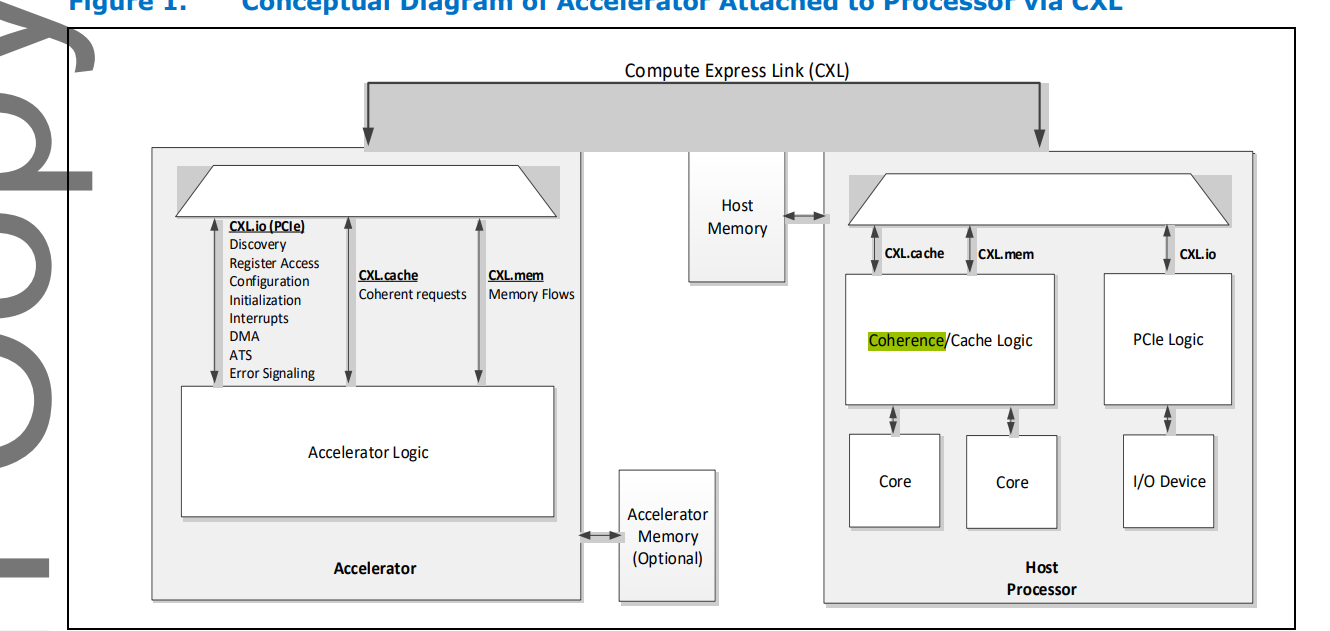 Figure 1. Conceptual Diagram of Accelerator Attached to Processor via CXL
Compute Express Link (CXL)
CXL.io (PCIe)
Discovery
Register Access
Configuration
Initialization
Interrupts
DMA
ATS
Error Signaling
CXL.cache
Coherent requests
CXL.mem
Memory Flows
Accelerator Logic
Accelerator
Host
Memory
Accelerator
Memory
(Optional)
CXL.cache
CXL.mem
CXL.io
Coherence/Cache Logic
PCIe Logic
Core
Core
I/O Device
Host
Processor